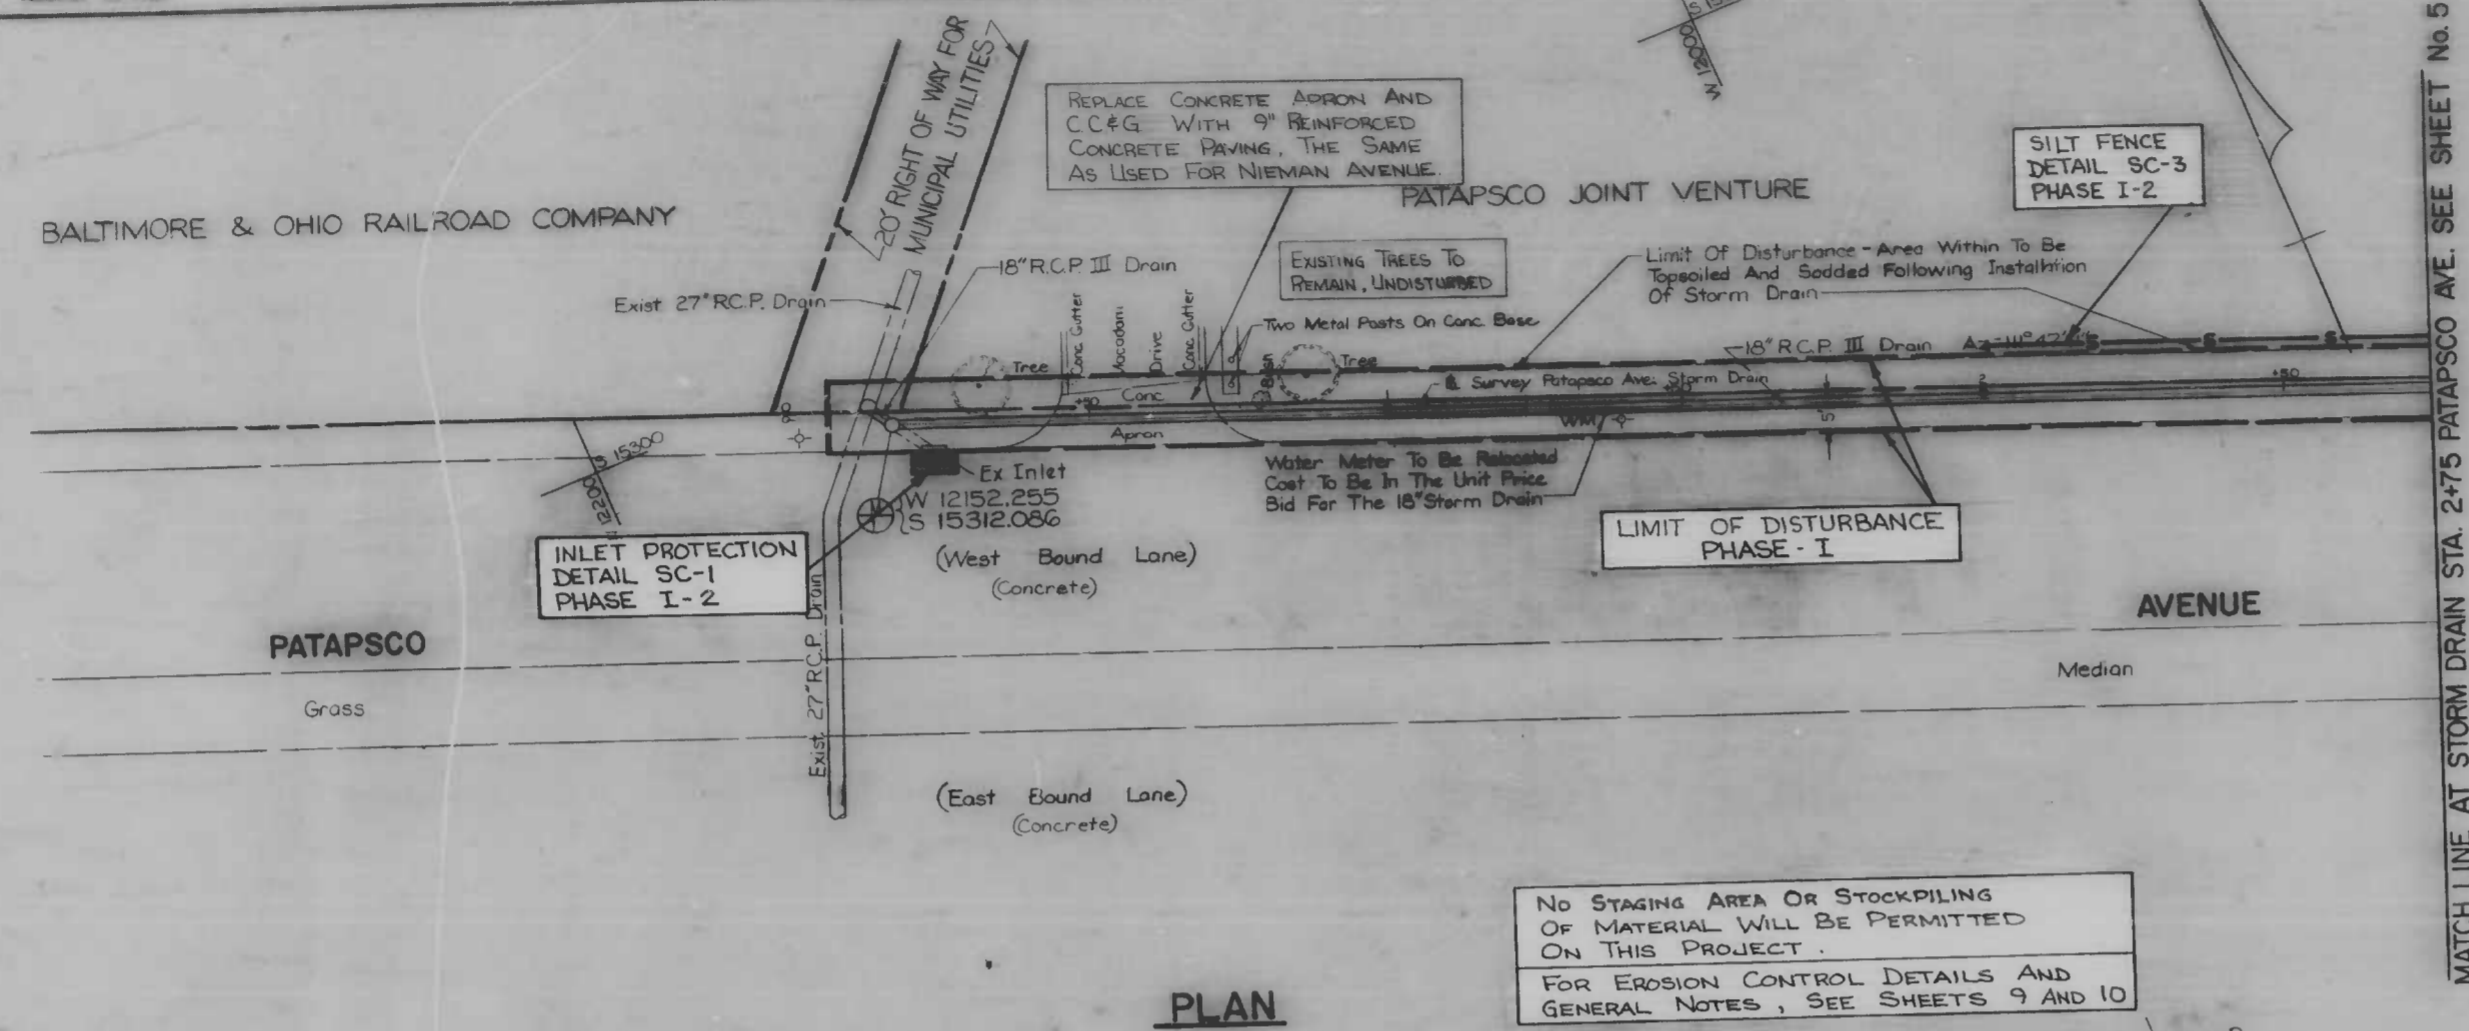 20' RIGHT OF WAY FOR
MUNICIPAL UTILITIES
W 12000
REPLACE CONCRETE APRON AND
C.C.&G. WITH 9" REINFORCED
CONCRETE PAVING, THE SAME
AS USED FOR NIEMAN AVENUE.
SILT FENCE
DETAIL SC-3
PHASE I-2
BALTIMORE & OHIO RAILROAD COMPANY
PATAPSCO JOINT VENTURE
18" R.C.P. III Drain
Exist 27" R.C.P. Drain
EXISTING TREES TO
REMAIN, UNDISTURBED
Limit Of Disturbance - Area Within To Be
Topsoiled And Sodded Following Installation
Of Storm Drain
Two Metal Posts On Conc. Base
Conc Gutter
Macadam
Drive
Conc. Gutter
Tree
Tree
18" R.C.P. III Drain
S
S
S
Survey Patapsco Ave. Storm Drain
+50
Conc
Apron
WM
5'
2
+50
S 15300
W 12200
Ex Inlet
W 12152.255
S 15312.086
Water Meter To Be Relocated
Cost To Be In The Unit Price
Bid For The 18" Storm Drain
LIMIT OF DISTURBANCE
PHASE - I
INLET PROTECTION
DETAIL SC-1
PHASE I-2
(West Bound Lane)
(Concrete)
PATAPSCO
AVENUE
Grass
Median
Exist. 27" R.C.P. Drain
(East Bound Lane)
(Concrete)
NO STAGING AREA OR STOCKPILING
OF MATERIAL WILL BE PERMITTED
ON THIS PROJECT.
FOR EROSION CONTROL DETAILS AND
GENERAL NOTES, SEE SHEETS 9 AND 10
PLAN
MATCH LINE AT STORM DRAIN STA. 2+75 PATAPSCO AVE. SEE SHEET No. 5